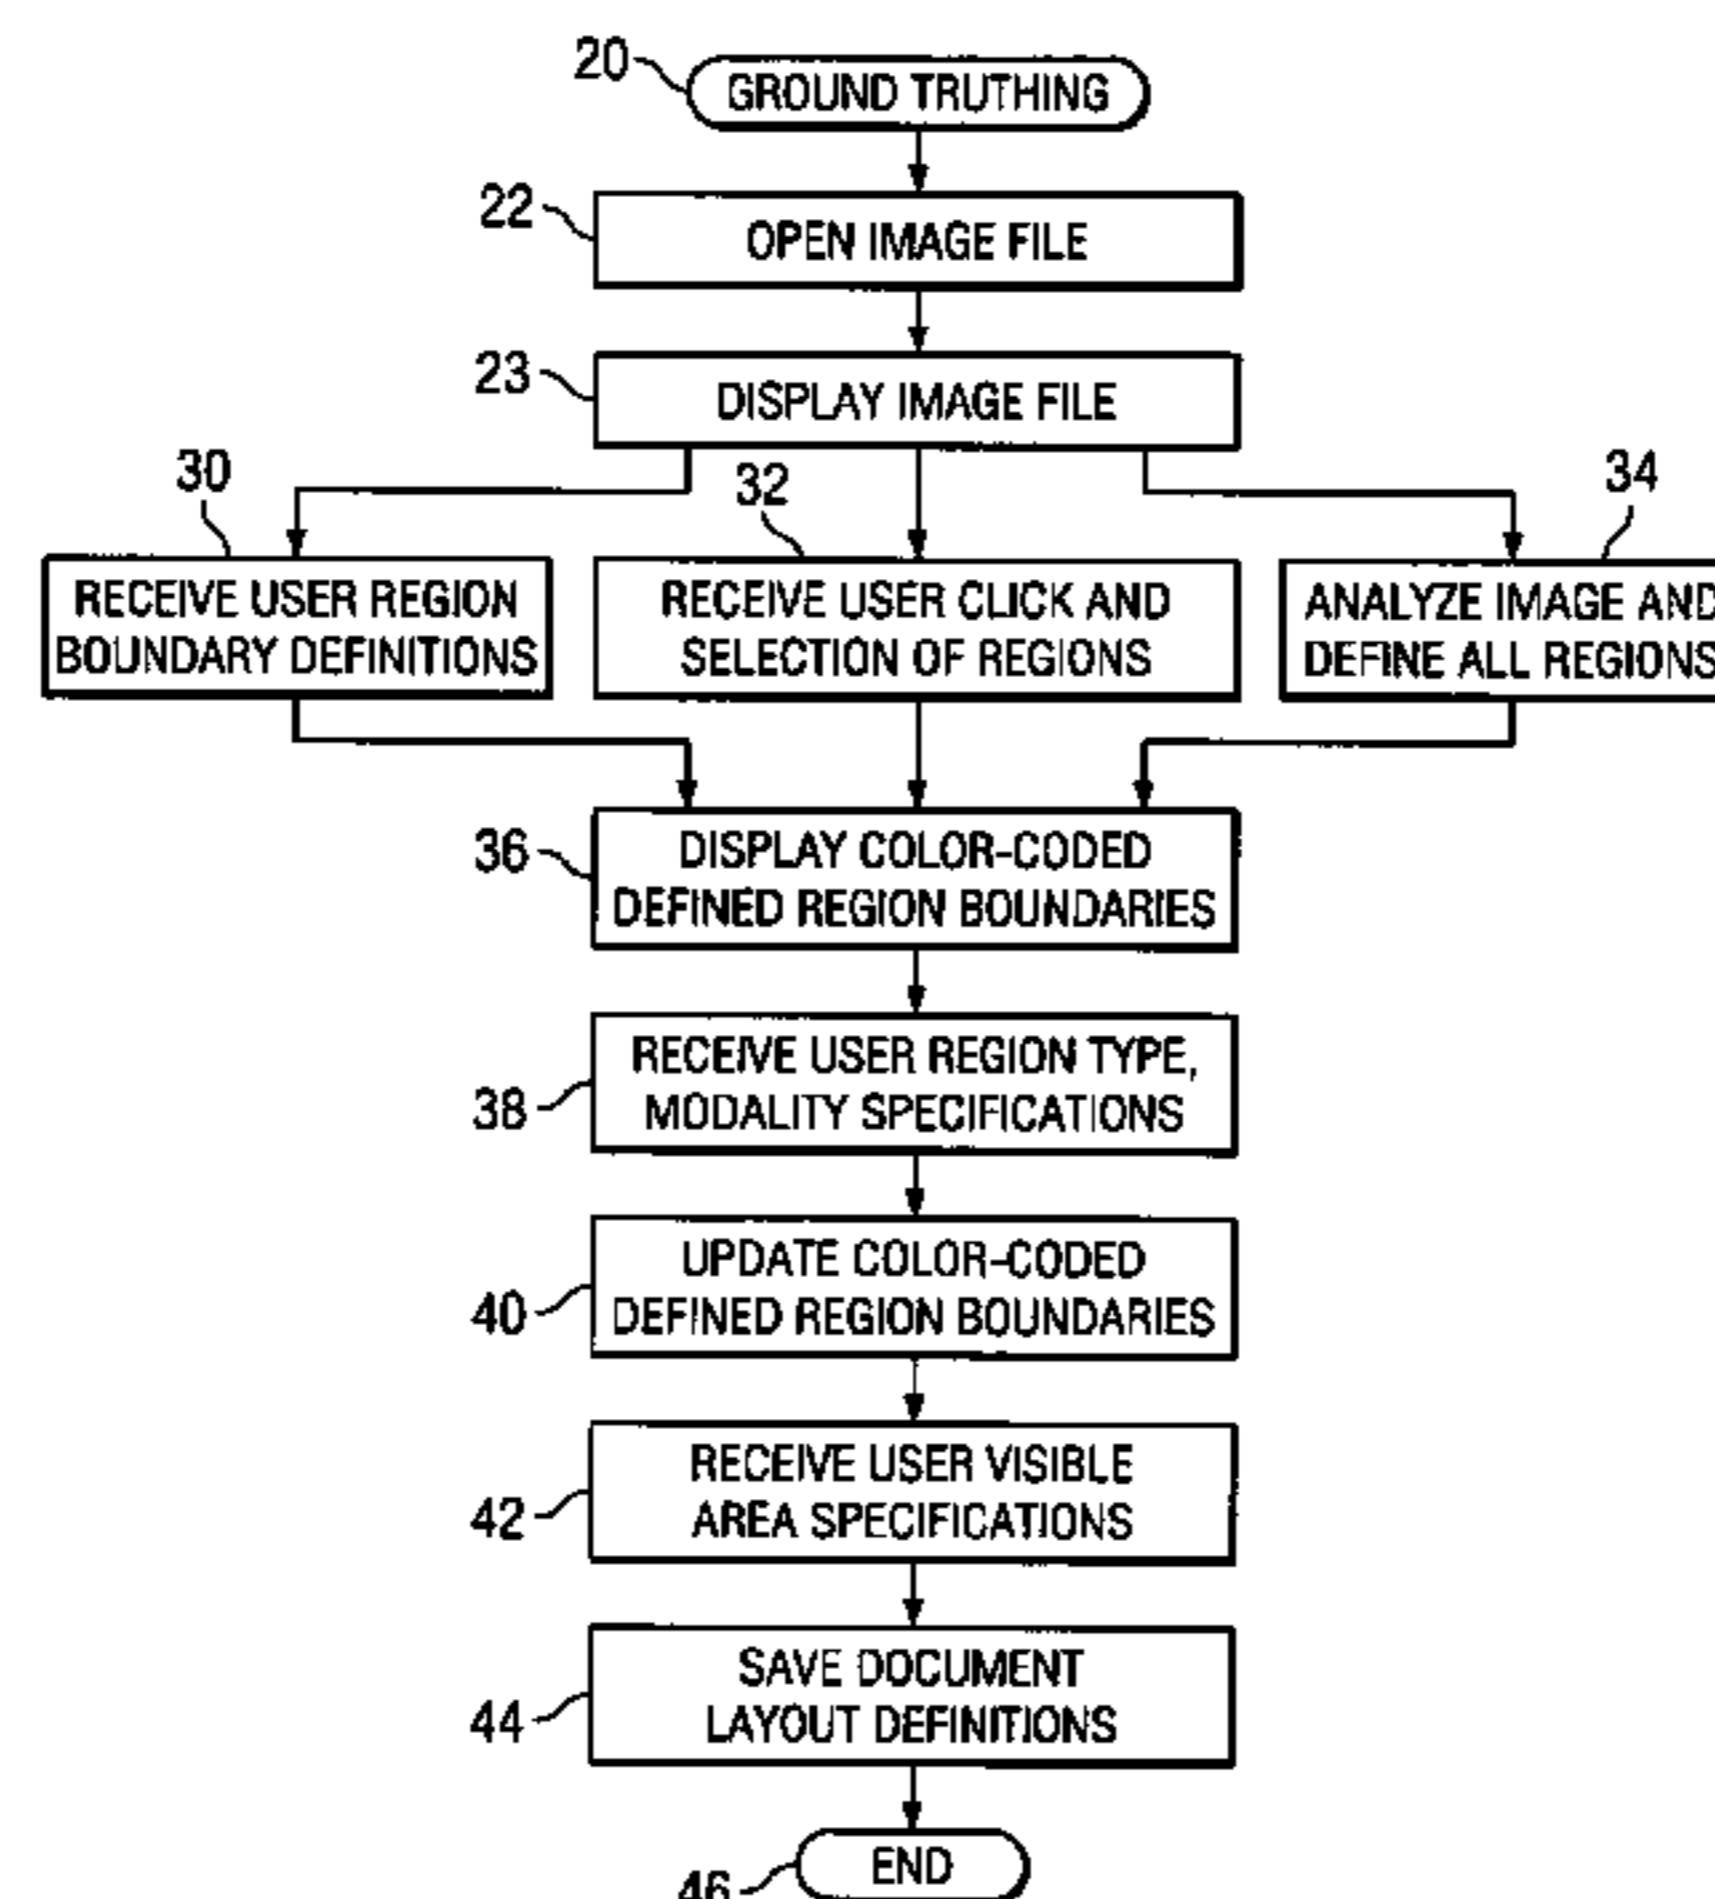 20
GROUND TRUTHING
22
OPEN IMAGE FILE
23
DISPLAY IMAGE FILE
30
32
34
RECEIVE USER REGION
BOUNDARY DEFINITIONS
RECEIVE USER CLICK AND
SELECTION OF REGIONS
ANALYZE IMAGE AND
DEFINE ALL REGIONS
36
DISPLAY COLOR-CODED
DEFINED REGION BOUNDARIES
38
RECEIVE USER REGION TYPE,
MODALITY SPECIFICATIONS
40
UPDATE COLOR-CODED
DEFINED REGION BOUNDARIES
42
RECEIVE USER VISIBLE
AREA SPECIFICATIONS
44
SAVE DOCUMENT
LAYOUT DEFINITIONS
46
END